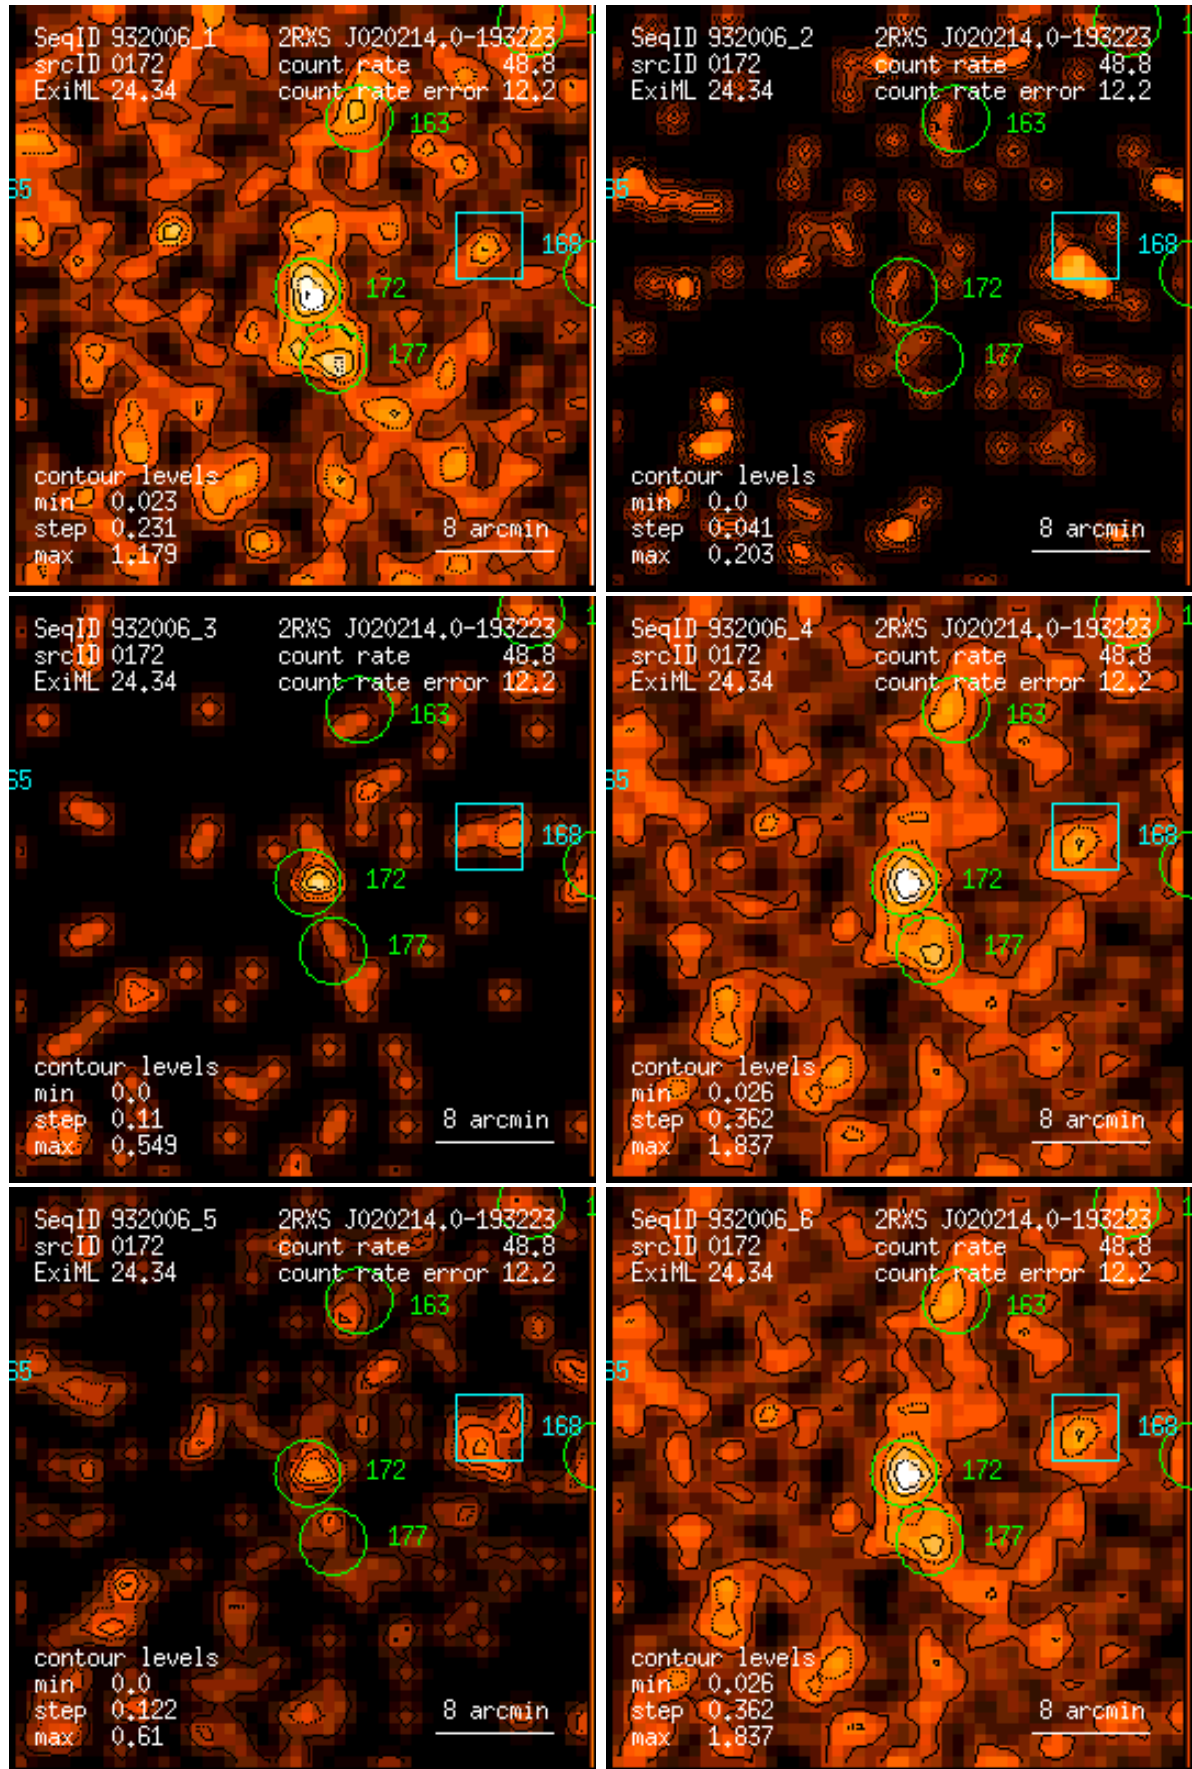 SeqID 932006_1 2RXS J020214.0-193223
srcID 0172 count rate 48.8
ExiML 24.34 count rate error 12.2
163
65
168
172
177
contour levels
min 0.023
step 0.231
max 1.179
8 arcmin
SeqID 932006_2 2RXS J020214.0-193223
srcID 0172 count rate 48.8
ExiML 24.34 count rate error 12.2
163
65
168
172
177
contour levels
min 0.0
step 0.041
max 0.203
8 arcmin
SeqID 932006_3 2RXS J020214.0-193223
srcID 0172 count rate 48.8
ExiML 24.34 count rate error 12.2
163
65
168
172
177
contour levels
min 0.0
step 0.11
max 0.549
8 arcmin
SeqID 932006_4 2RXS J020214.0-193223
srcID 0172 count rate 48.8
ExiML 24.34 count rate error 12.2
163
65
168
172
177
contour levels
min 0.026
step 0.362
max 1.837
8 arcmin
SeqID 932006_5 2RXS J020214.0-193223
srcID 0172 count rate 48.8
ExiML 24.34 count rate error 12.2
163
65
168
172
177
contour levels
min 0.0
step 0.122
max 0.61
8 arcmin
SeqID 932006_6 2RXS J020214.0-193223
srcID 0172 count rate 48.8
ExiML 24.34 count rate error 12.2
163
65
168
172
177
contour levels
min 0.026
step 0.362
max 1.837
8 arcmin